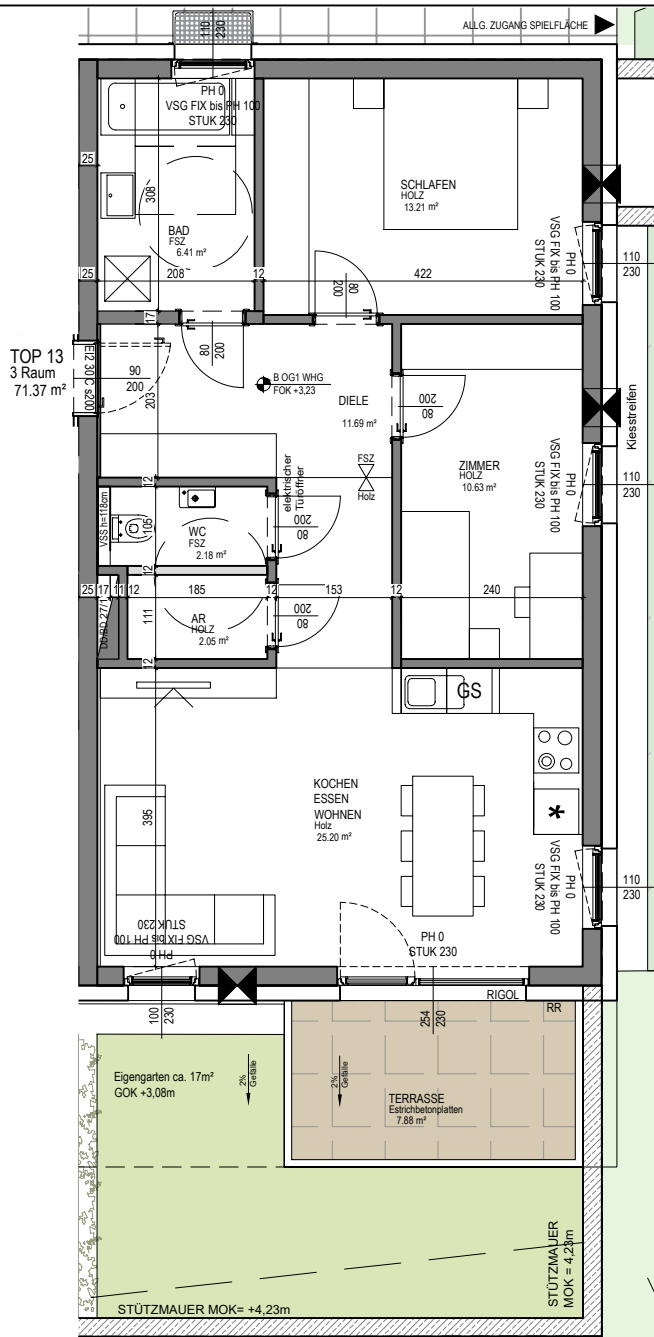 ALLG. ZUGANG SPIELFLÄCHE
110
230
PH 0
VSG FIX bis PH 100
STUK 230
25
308
SCHLAFEN
HOLZ
13.21 m²
BAD
FSZ
6.41 m²
VSG FIX bis PH 100
STUK 230
PH 0
110
230
25
208
12
422
80
200
17
TOP 13
3 Raum
71.37 m²
EI2 30 C s200
90
200
203
80
200
B OG1 WHG
FOK +3,23
DIELE
11.69 m²
80
200
Kiesstreifen
FSZ
Holz
ZIMMER
HOLZ
10.63 m²
VSG FIX bis PH 100
STUK 230
PH 0
110
230
elektrischer
Türöffner
12
VSS h=118cm
105
WC
FSZ
2.18 m²
80
200
12
25
17
11
12
185
12
153
12
240
111
AR
HOLZ
2.05 m²
80
200
12
GS
KOCHEN
ESSEN
WOHNEN
Holz
25.20 m²
395
*
VSG FIX bis PH 100
STUK 230
PH 0
110
230
PH 0
VSG FIX bis PH 100
STUK 230
PH 0
STUK 230
RIGOL
RR
100
230
254
230
Eigengarten ca. 17m²
GOK +3,08m
2%
Gefälle
2%
Gefälle
TERRASSE
Estrichbetonplatten
7.88 m²
STÜTZMAUER
MOK = 4,23m
STÜTZMAUER MOK= +4,23m